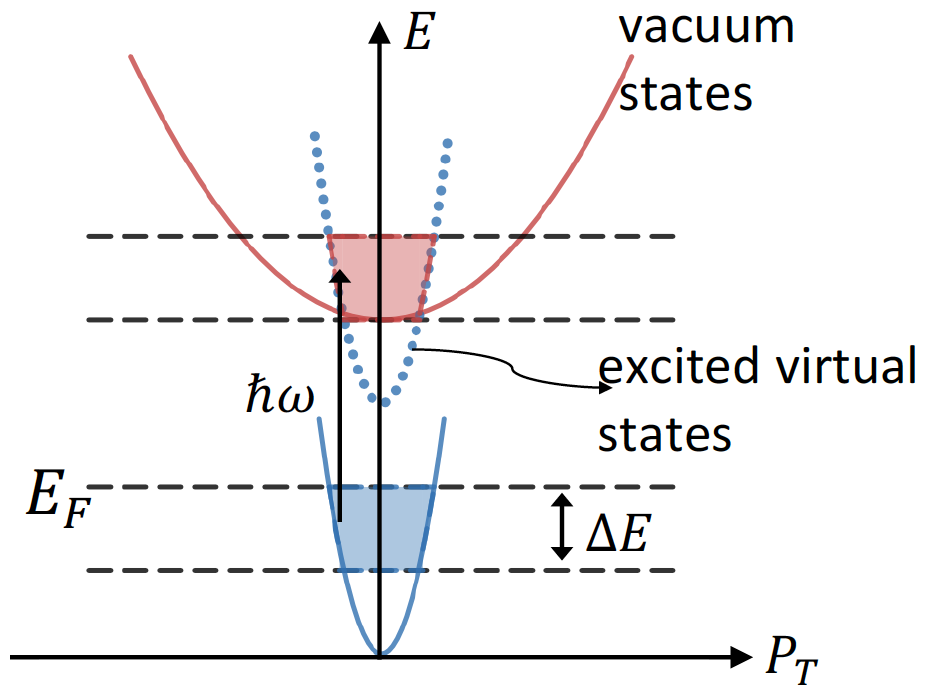 E
vacuum
states
excited virtual
states
ℏω
E_F
ΔE
P_T